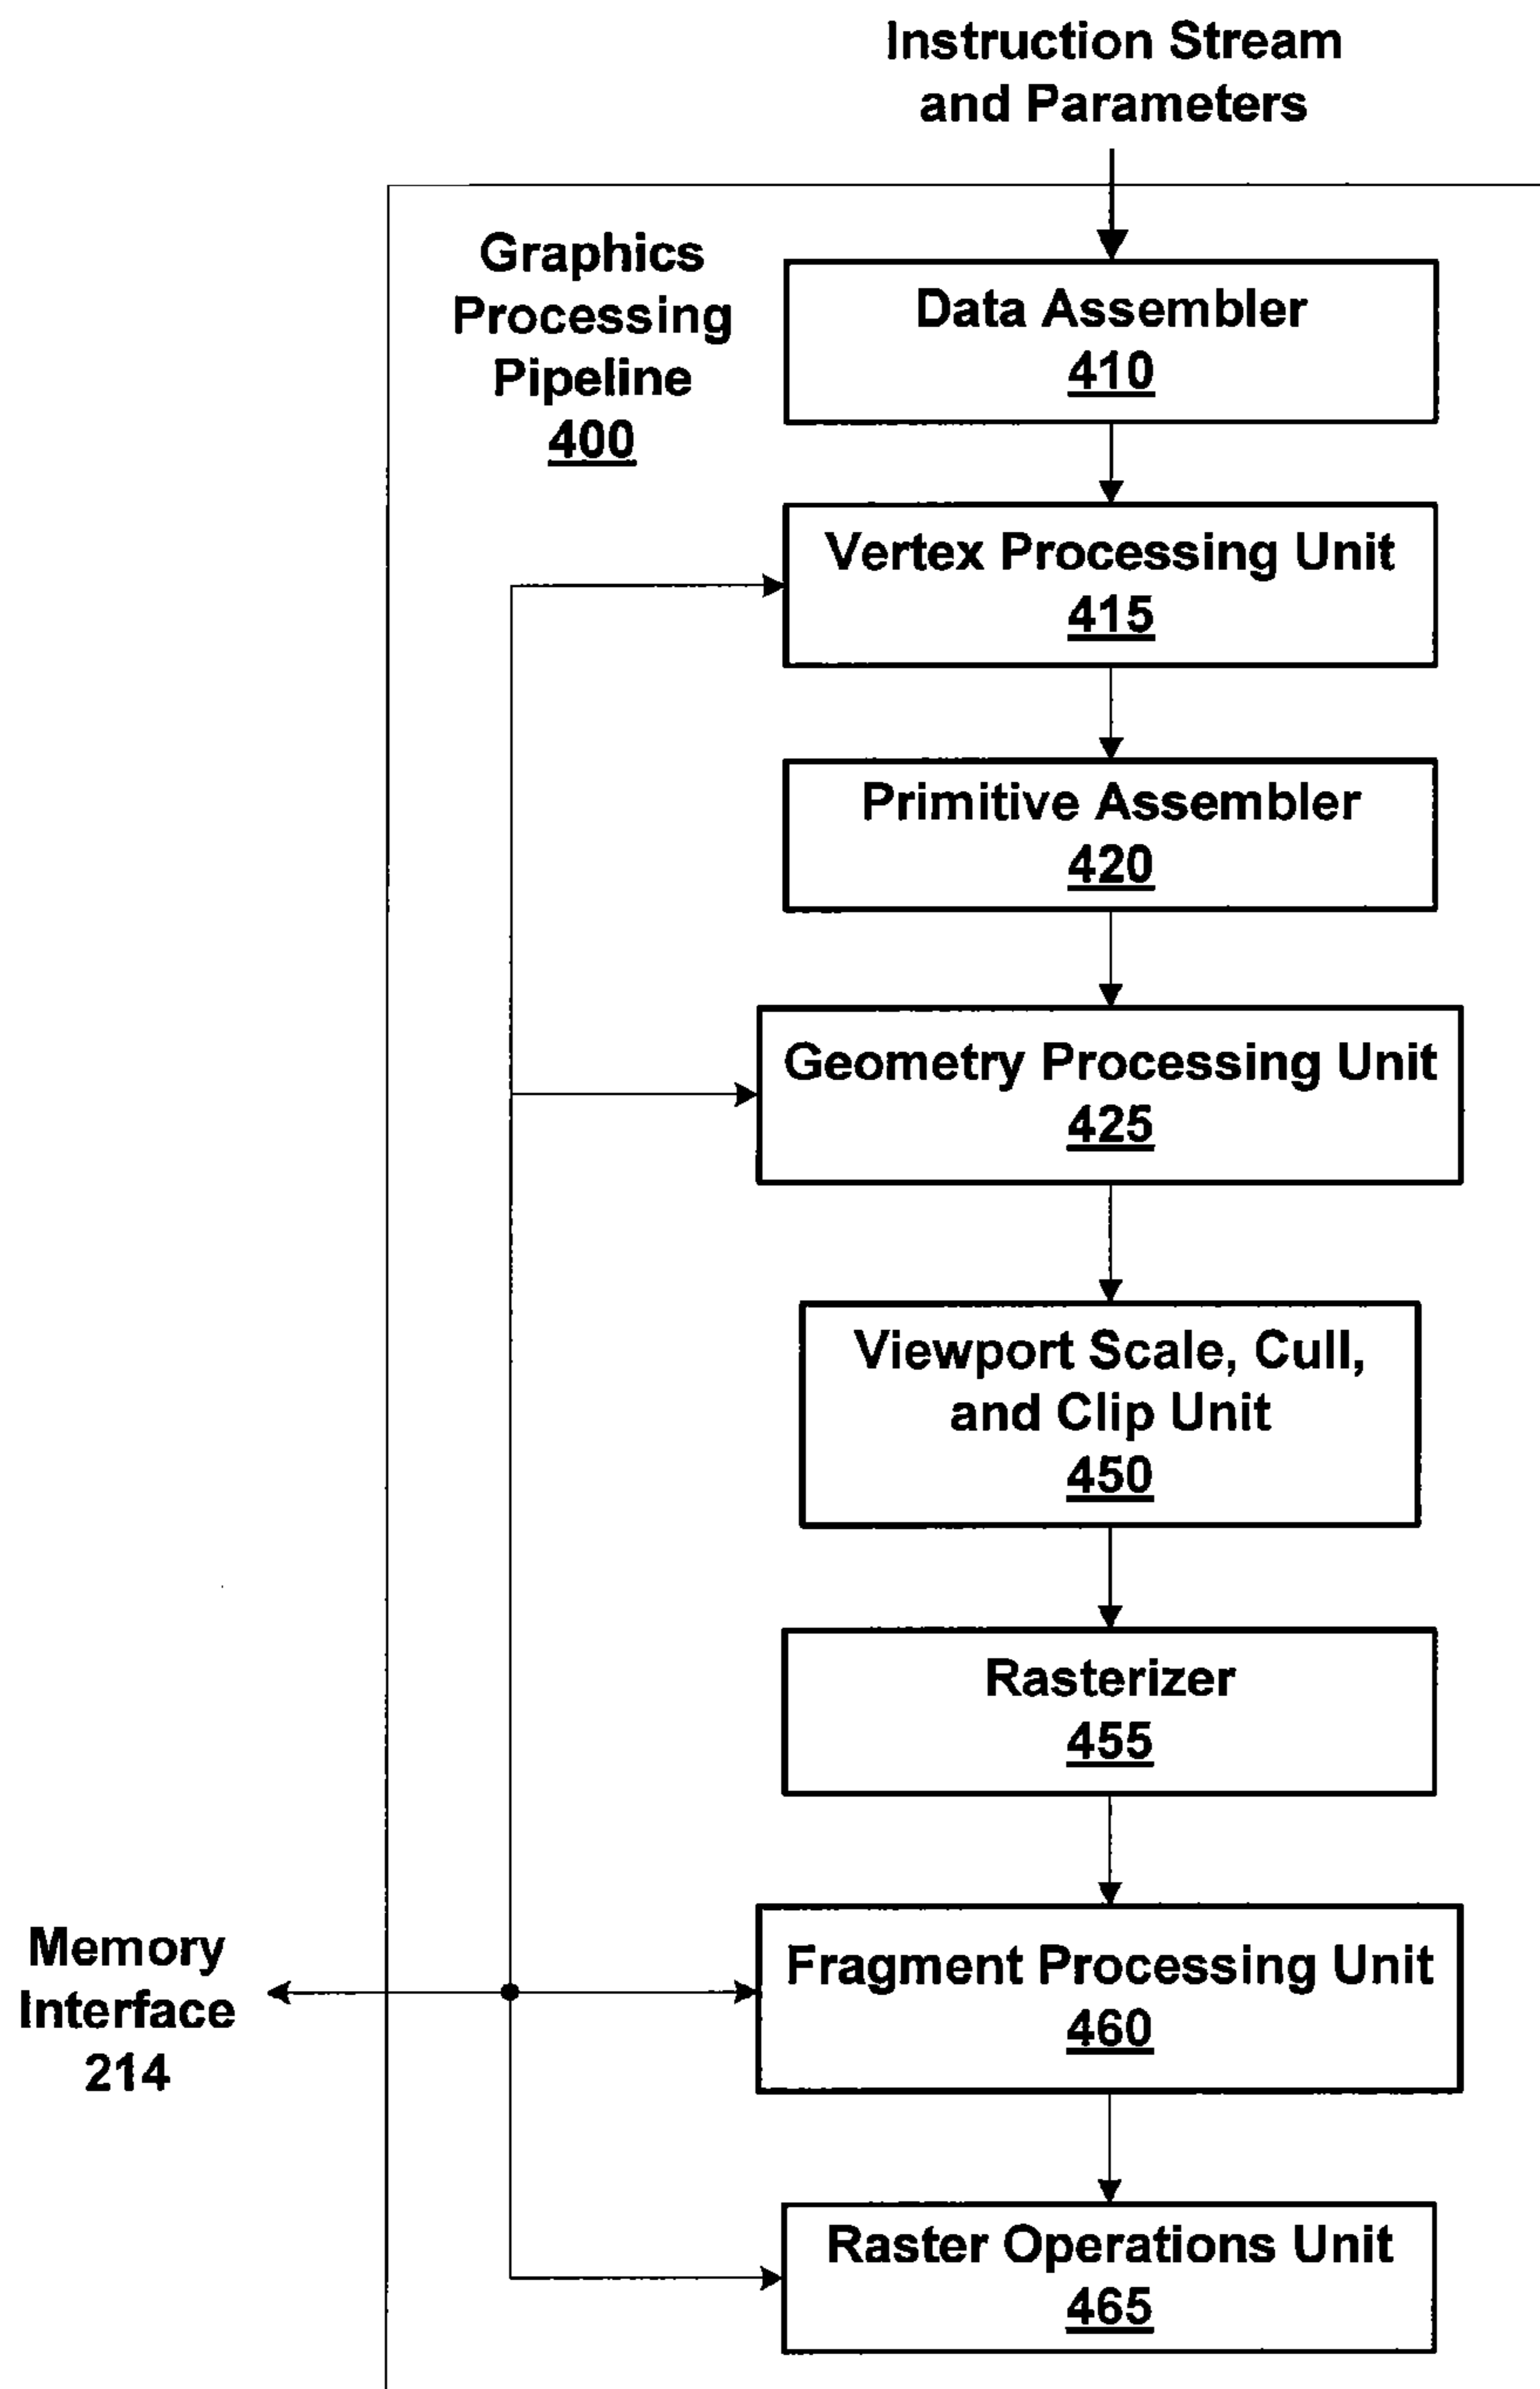 Instruction Stream
and Parameters
Graphics
Processing
Pipeline
400
Data Assembler
410
Vertex Processing Unit
415
Primitive Assembler
420
Geometry Processing Unit
425
Viewport Scale, Cull,
and Clip Unit
450
Rasterizer
455
Memory
Interface
214
Fragment Processing Unit
460
Raster Operations Unit
465